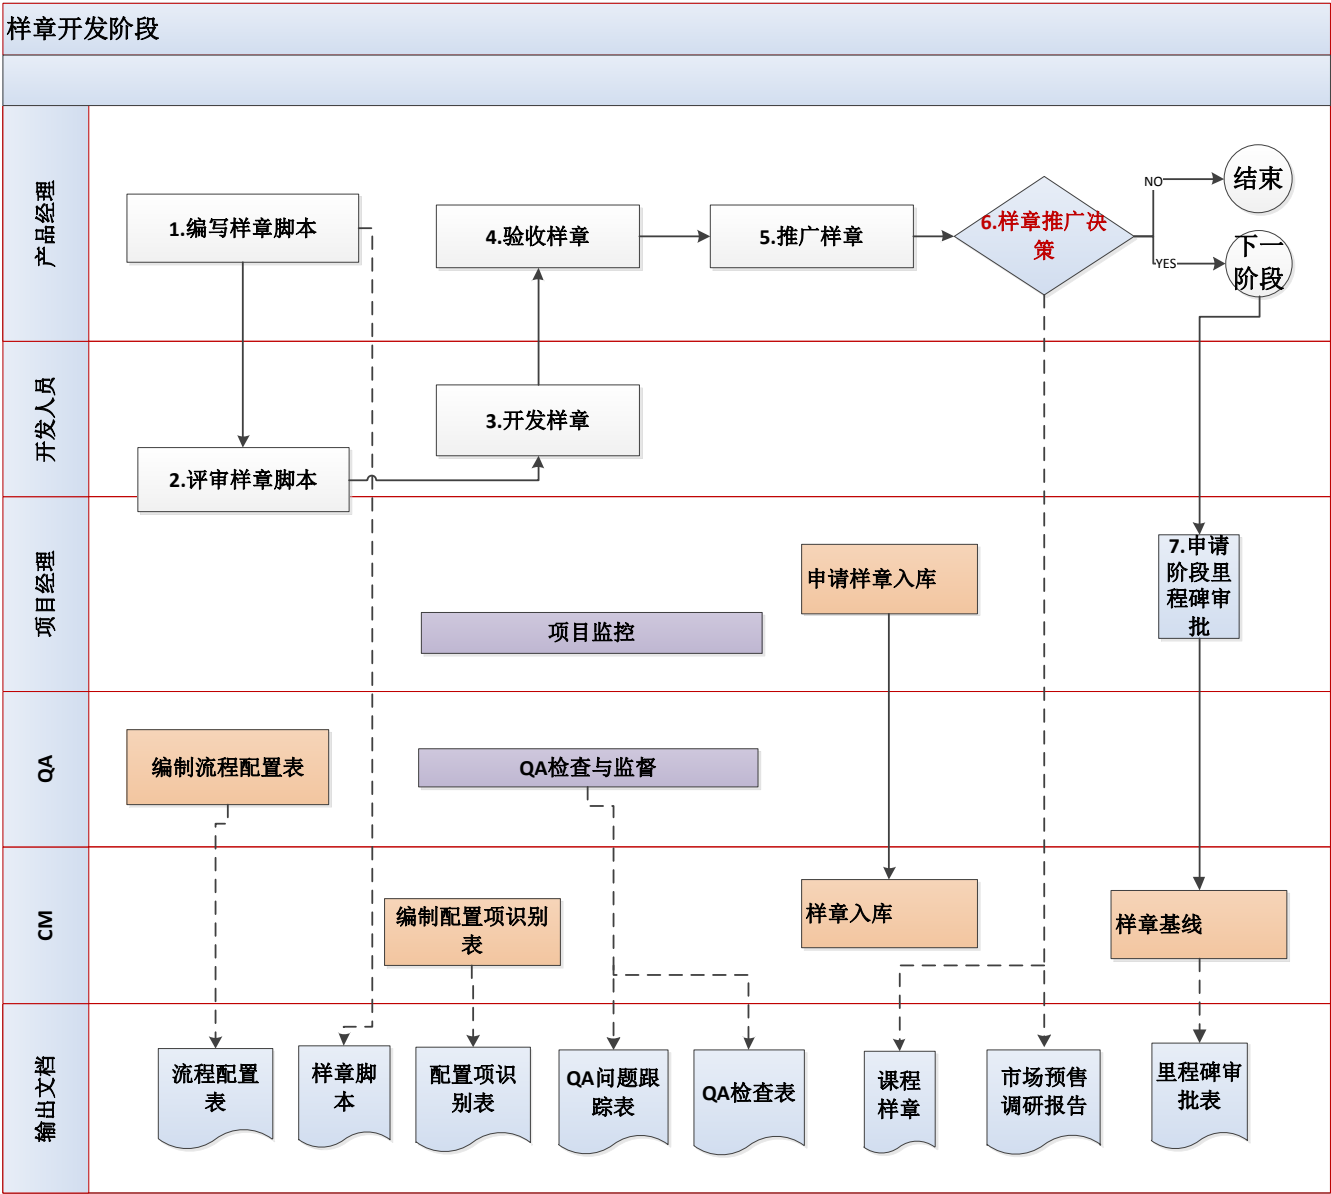 样章开发阶段
产品经理
1.编写样章脚本
4.验收样章
5.推广样章
6.样章推广决
策
NO
结束
YES
下一
阶段
开发人员
2.评审样章脚本
3.开发样章
项目经理
项目监控
申请样章入库
7.申请
阶段里
程碑审
批
QA
编制流程配置表
QA检查与监督
CM
编制配置项识别
表
样章入库
样章基线
输出文档
流程配置
表
样章脚
本
配置项识
别表
QA问题跟
踪表
QA检查表
课程
样章
市场预售
调研报告
里程碑审
批表